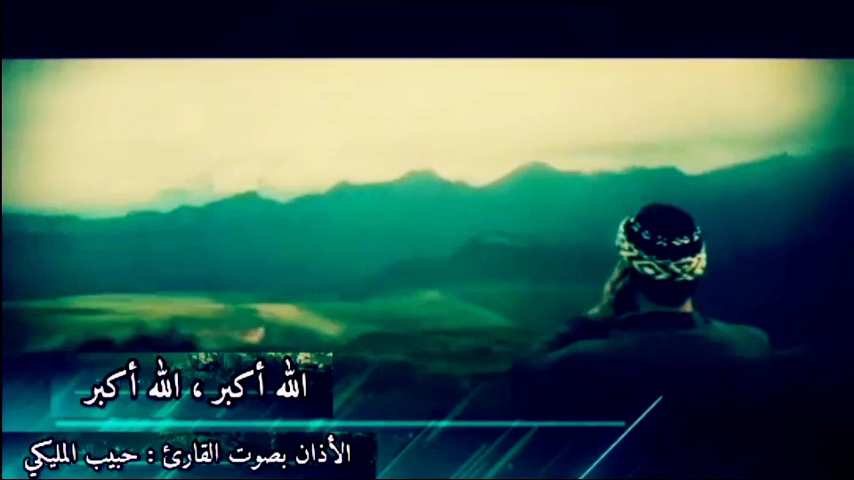 الله أكبر ، الله أكبر
الأذان بصوت القارئ : حبيب المليكي